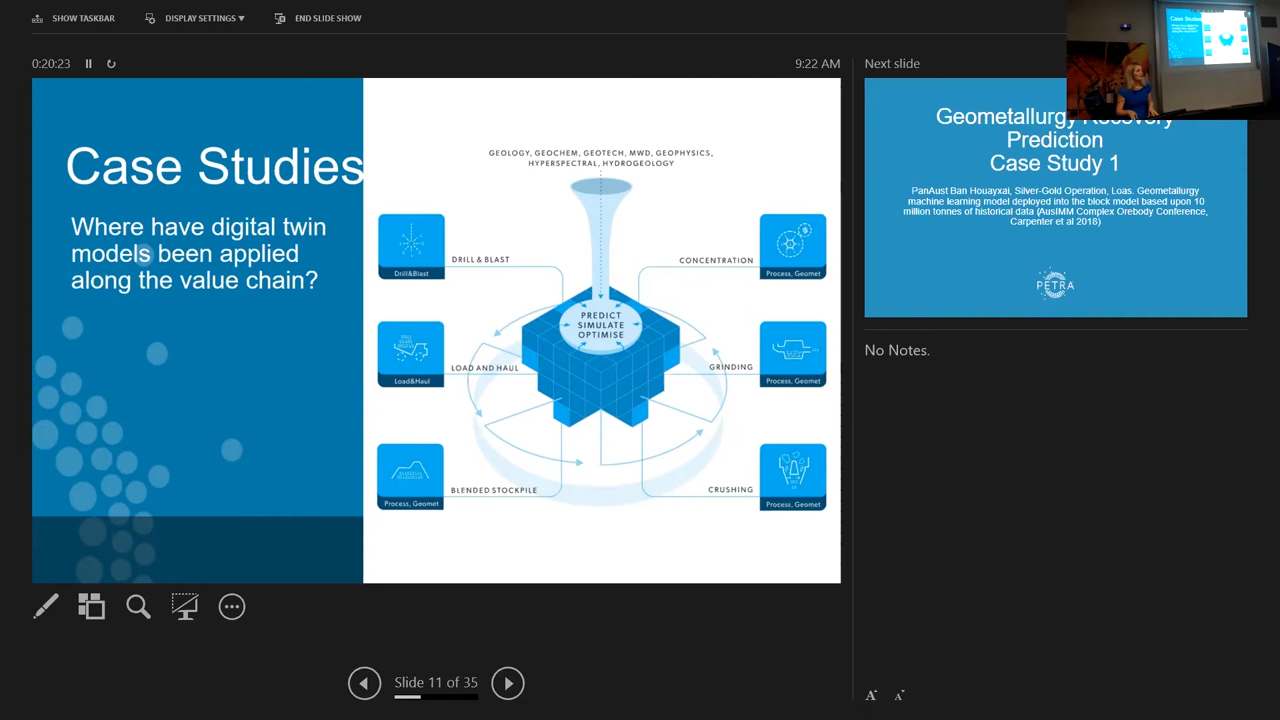 SHOW TASKBAR
DISPLAY SETTINGS ▼
END SLIDE SHOW
0:20:23
9:22 AM
Case Studies
Where have digital twin
models been applied
along the value chain?
GEOLOGY, GEOCHEM, GEOTECH, MWD, GEOPHYSICS,
HYPERSPECTRAL, HYDROGEOLOGY
Drill&Blast
DRILL & BLAST
CONCENTRATION
Process, Geomet
PREDICT
SIMULATE
OPTIMISE
Load&Haul
LOAD AND HAUL
GRINDING
Process, Geomet
Process, Geomet
BLENDED STOCKPILE
CRUSHING
Process, Geomet
Slide 11 of 35
Next slide
Geometallurgy Recovery
Prediction
Case Study 1
PanAust Ban Houayxai, Silver-Gold Operation, Loas. Geometallurgy
machine learning model deployed into the block model based upon 10
million tonnes of historical data (AusIMM Complex Orebody Conference,
Carpenter et al 2018)
PETRA
No Notes.
A A
Case Studies